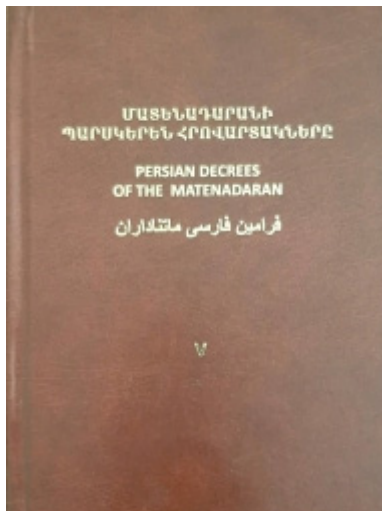 ՄԱՏԵՆԱԴԱՐԱՆԻ
ՊԱՐՍԿԵՐԵՆ ՀՐՈՎԱՐՏԱԿՆԵՐԸ
PERSIAN DECREES
OF THE MATENADARAN
فرامین فارسی ماتناداران
V